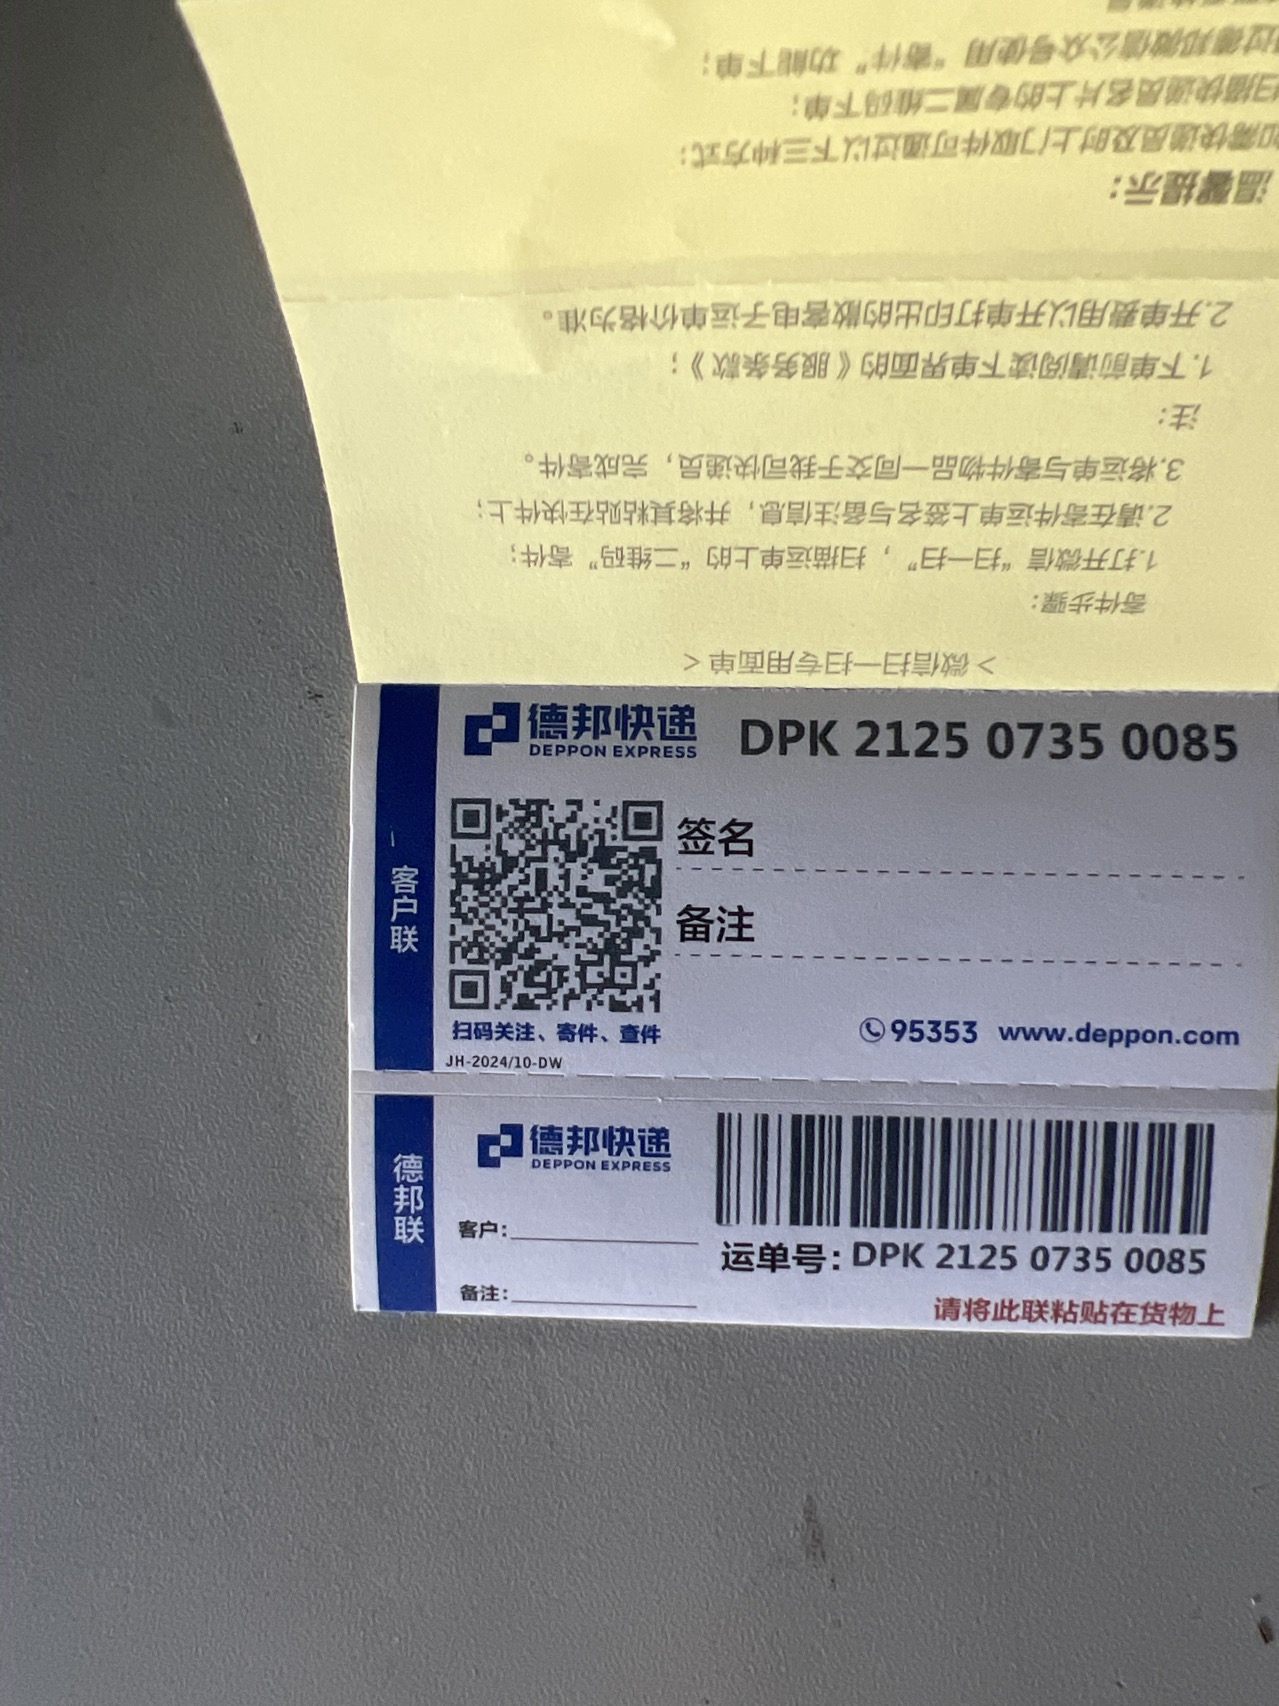 温馨提示：
如需快递员及时上门取件可通过以下三种方式：
扫描快递员名片上的专属二维码下单；
过德邦微信公众号使用“寄件”功能下单；
<微信扫一扫专用面单>
寄件步骤：
1.打开微信“扫一扫”，扫描运单上的“二维码”寄件；
2.请在寄件运单上签名与备注信息，并将其粘贴在快件上；
3.将运单与寄件物品一同交于我司快递员，完成寄件。
注：
1.下单前请阅读下单界面的《服务条款》；
2.开单费用以开单打印出的散客电子运单价格为准。
客户联
德邦快递
DEPPON EXPRESS
DPK 2125 0735 0085
签名
备注
扫码关注、寄件、查件
95353 www.deppon.com
JH-2024/10-DW
德邦联
德邦快递
DEPPON EXPRESS
客户：
备注：
运单号：DPK 2125 0735 0085
请将此联粘贴在货物上